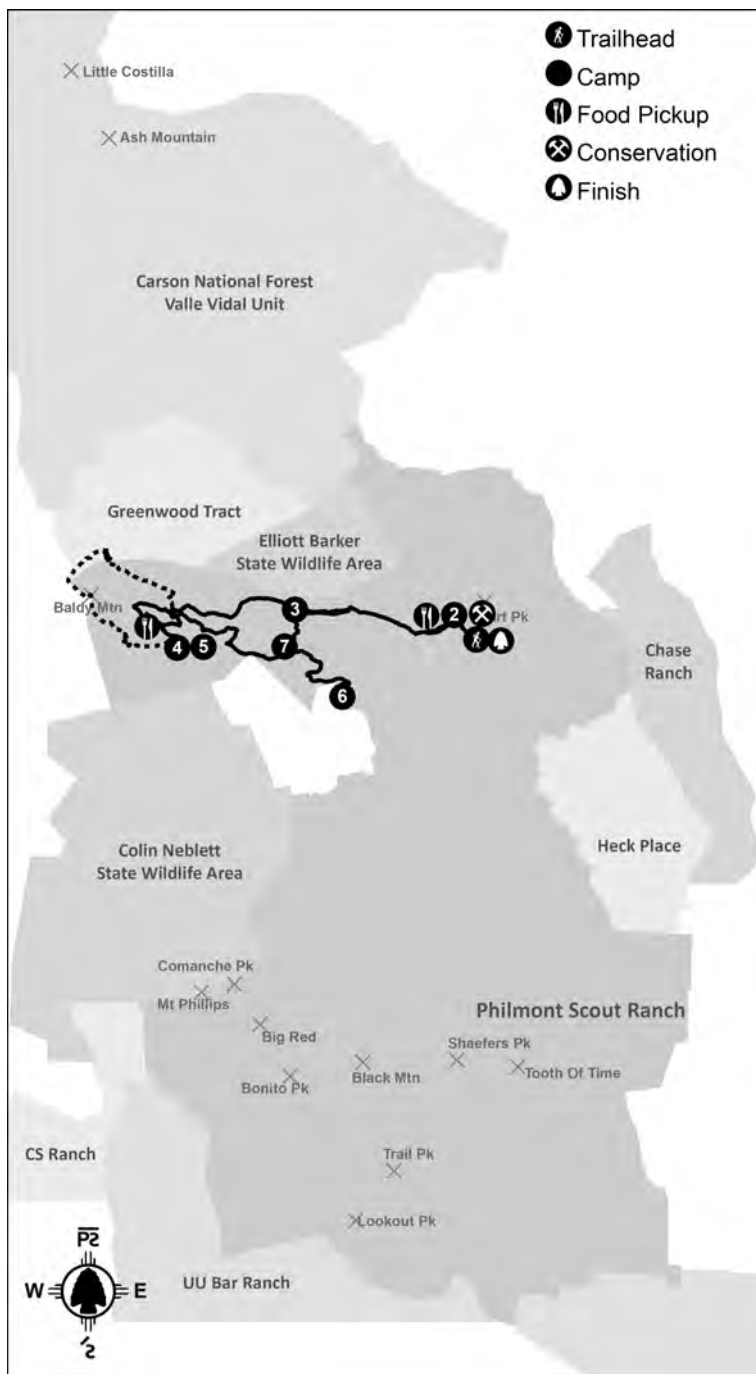 Little Costilla
Ash Mountain
Trailhead
Camp
Food Pickup
Conservation
Finish
Carson National Forest
Valle Vidal Unit
Greenwood Tract
Elliott Barker
State Wildlife Area
Baldy Mtn
3
2
rt Pk
4
5
7
6
Chase
Ranch
Heck Place
Colin Neblett
State Wildlife Area
Comanche Pk
Mt Phillips
Big Red
Bonito Pk
Black Mtn
Shaefers Pk
Tooth Of Time
Philmont Scout Ranch
CS Ranch
Trail Pk
Lookout Pk
UU Bar Ranch
W
E